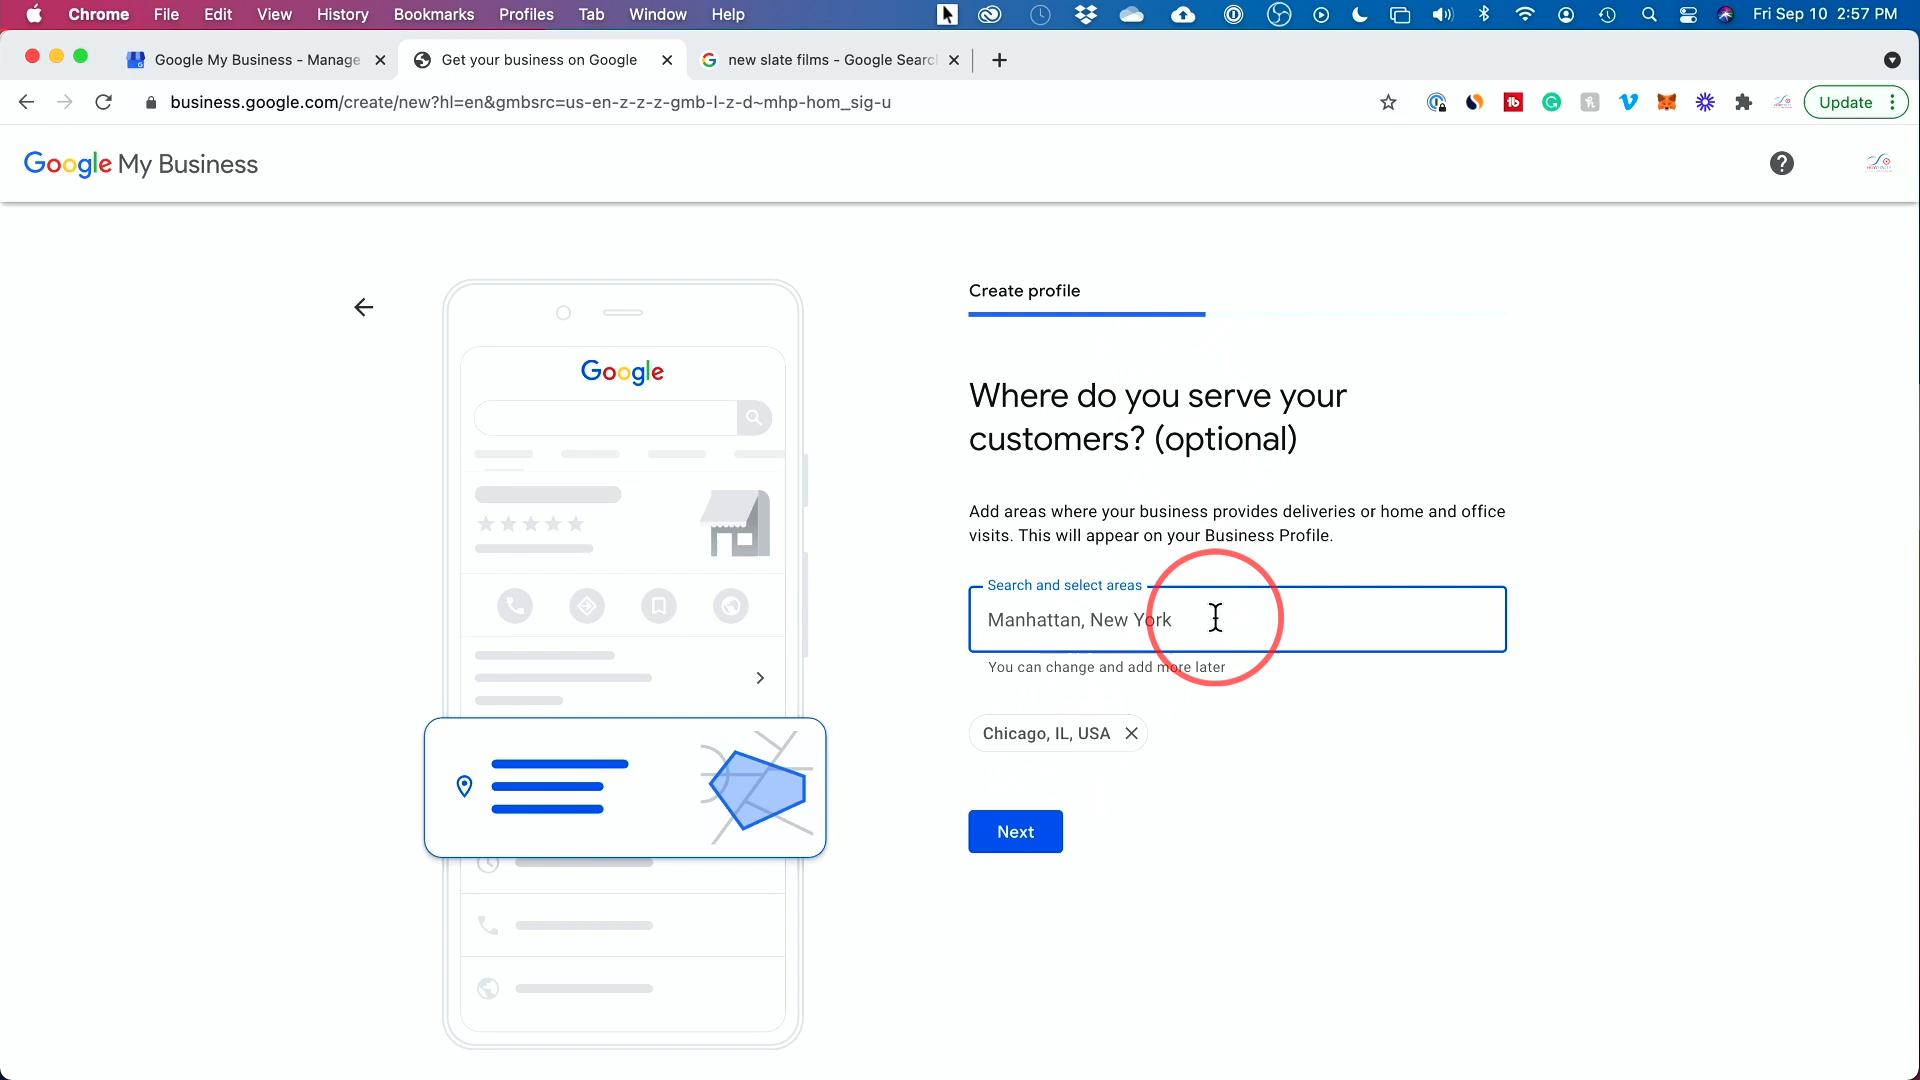 Chrome File Edit View History Bookmarks Profiles Tab Window Help Fri Sep 10 2:57 PM
Google My Business - Manage Get your business on Google new slate films - Google Searc
business.google.com/create/new?hl=en&gmbsrc=us-en-z-z-z-gmb-l-z-d~mhp-hom_sig-u Update
Google My Business
Google
Create profile
Where do you serve your
customers? (optional)
Add areas where your business provides deliveries or home and office
visits. This will appear on your Business Profile.
Search and select areas
Manhattan, New York
You can change and add more later
Chicago, IL, USA
Next